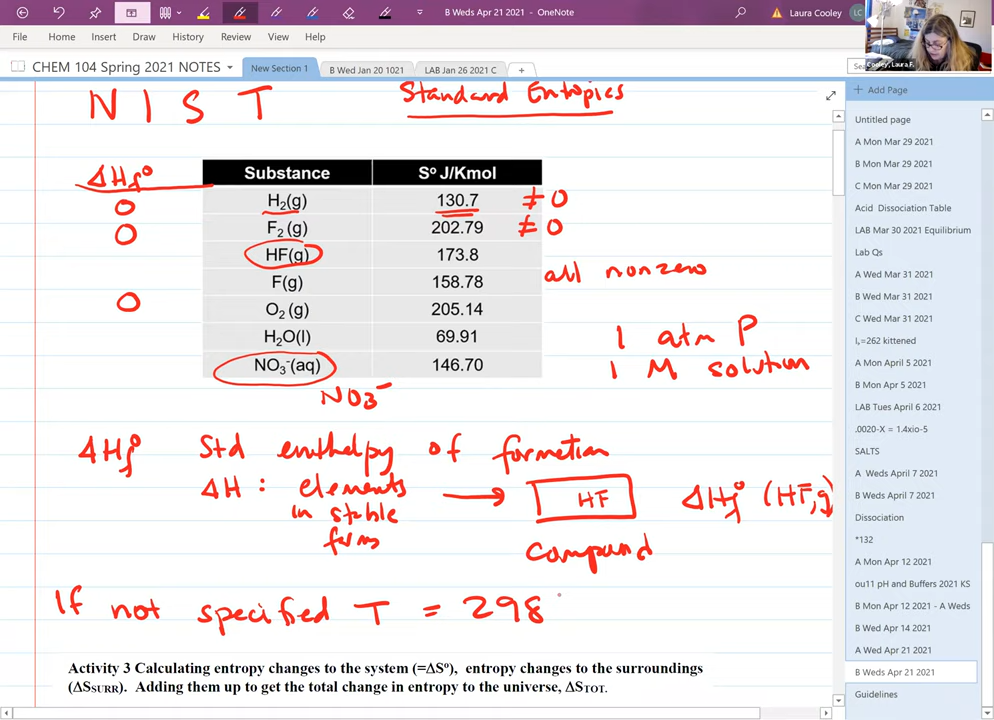 B Weds Apr 21 2021 - OneNote
Laura Cooley
LC
File Home Insert Draw History Review View Help
Cooley, Laura F.
CHEM 104 Spring 2021 NOTES
New Section 1
B Wed Jan 20 1021
LAB Jan 26 2021 C
NIST
Standard Entropies
ΔHf°
Substance S° J/Kmol
0 H₂(g) 130.7 ≠ 0
0 F₂ (g) 202.79 ≠ 0
HF(g) 173.8
all nonzero
F(g) 158.78
0 O₂ (g) 205.14
H₂O(l) 69.91
1 atm P
NO₃⁻(aq) 146.70
1 M solution
NO3⁻
ΔHf° Std enthalpy of formation
ΔH : elements → HF ΔHf° (HF,g)
in stable
forms
compound
If not specified T = 298
Activity 3 Calculating entropy changes to the system (=ΔS°), entropy changes to the surroundings
(ΔSSURR). Adding them up to get the total change in entropy to the universe, ΔSTOT.
Add Page
Untitled page
A Mon Mar 29 2021
B Mon Mar 29 2021
C Mon Mar 29 2021
Acid Dissociation Table
LAB Mar 30 2021 Equilibrium
Lab Qs
A Wed Mar 31 2021
B Wed Mar 31 2021
C Wed Mar 31 2021
I,=262 kittened
A Mon April 5 2021
B Mon Apr 5 2021
LAB Tues April 6 2021
.0020-X = 1.4xio-5
SALTS
A Weds April 7 2021
B Weds April 7 2021
Dissociation
*132
A Mon Apr 12 2021
ou11 pH and Buffers 2021 KS
B Mon Apr 12 2021 - A Weds
B Wed Apr 14 2021
A Wed Apr 21 2021
B Weds Apr 21 2021
Guidelines